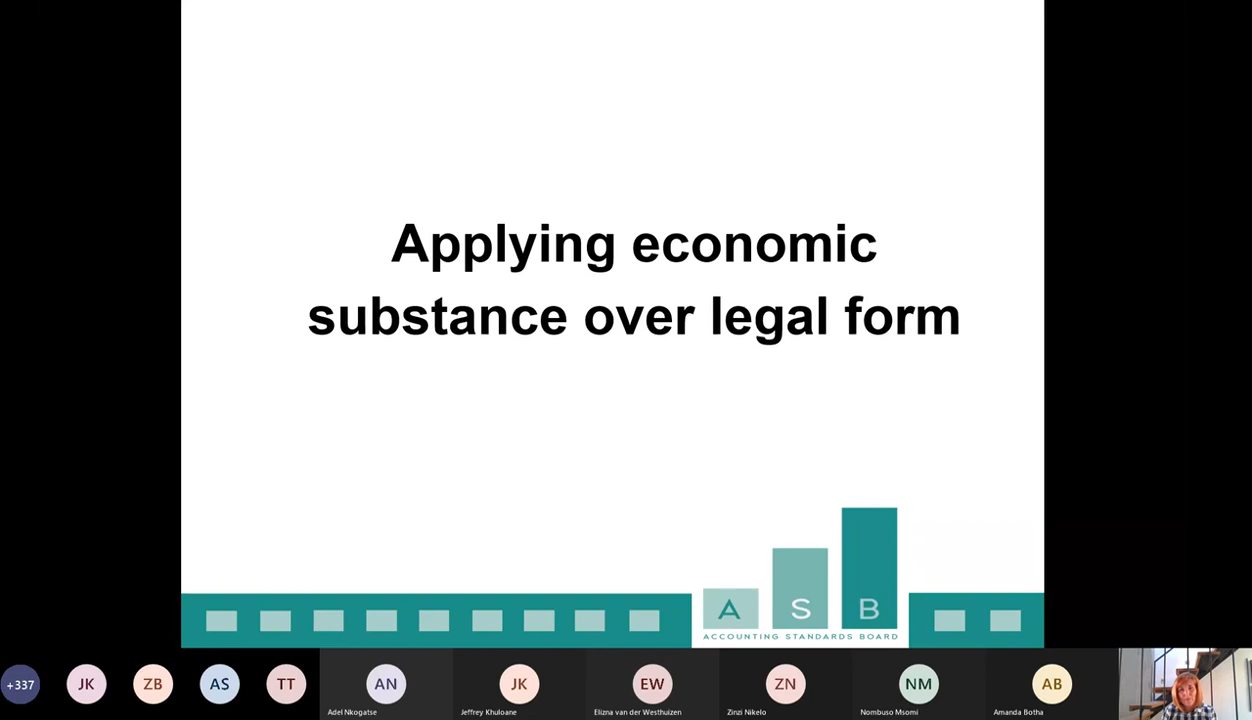 Applying economic
substance over legal form
A S B
ACCOUNTING STANDARDS BOARD
+337 JK ZB AS TT AN JK EW ZN NM AB
Adel Nkogatse Jeffrey Khuloane Elizna van der Westhuizen Zinzi Nikelo Nombuso Msomi Amanda Botha